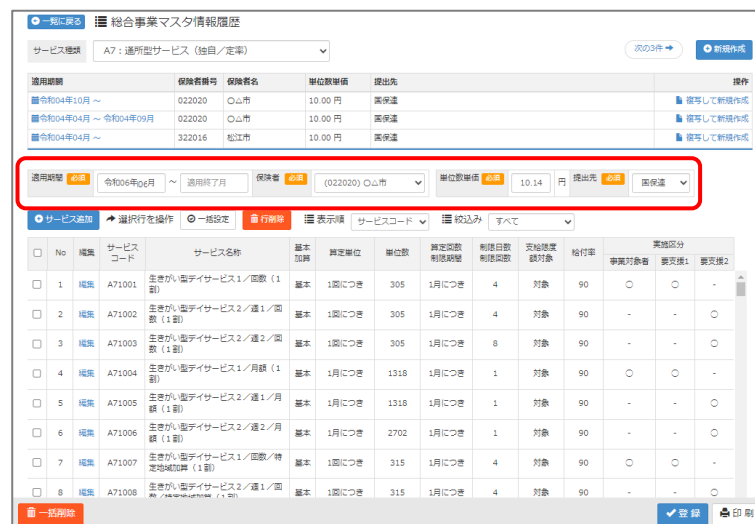 一覧に戻る 総合事業マスタ情報履歴
サービス種類 A7：通所型サービス（独自／定率） 次の3件 新規作成
適用期間 保険者番号 保険者名 単位数単価 提出先 操作
令和04年10月 ～ 022020 〇△市 10.00 円 国保連 複写して新規作成
令和04年04月 ～ 令和04年09月 022020 〇△市 10.00 円 国保連 複写して新規作成
令和04年04月 ～ 322016 松江市 10.00 円 国保連 複写して新規作成
適用期間 必須 令和06年06月 ～ 適用終了月 保険者 必須 (022020) 〇△市 単位数単価 必須 10.14 円 提出先 必須 国保連
サービス追加 選択行を操作 一括設定 行削除 表示順 サービスコード 絞込み すべて
No 編集 サービスコード サービス名称 基本加算 算定単位 単位数 算定回数制限期間 制限日数制限回数 支給限度額対象 給付率 実施区分
事業対象者 要支援1 要支援2
1 編集 A71001 生きがい型デイサービス１／回数（１割） 基本 1回につき 305 1月につき 4 対象 90 〇 〇 -
2 編集 A71002 生きがい型デイサービス２／週１／回数（１割） 基本 1回につき 305 1月につき 4 対象 90 - - 〇
3 編集 A71003 生きがい型デイサービス２／週２／回数（１割） 基本 1回につき 305 1月につき 8 対象 90 - - 〇
4 編集 A71004 生きがい型デイサービス１／月額（１割） 基本 1月につき 1318 1月につき 1 対象 90 〇 〇 -
5 編集 A71005 生きがい型デイサービス２／週１／月額（１割） 基本 1月につき 1318 1月につき 1 対象 90 - - 〇
6 編集 A71006 生きがい型デイサービス２／週２／月額（１割） 基本 1月につき 2702 1月につき 1 対象 90 - - 〇
7 編集 A71007 生きがい型デイサービス１／回数／特定地域加算（１割） 基本 1回につき 315 1月につき 4 対象 90 〇 〇 -
8 編集 A71008 生きがい型デイサービス２／週１／回数／特定地域加算（１割） 基本 1回につき 315 1月につき 4 対象 90 - - 〇
一括削除 登録 印刷